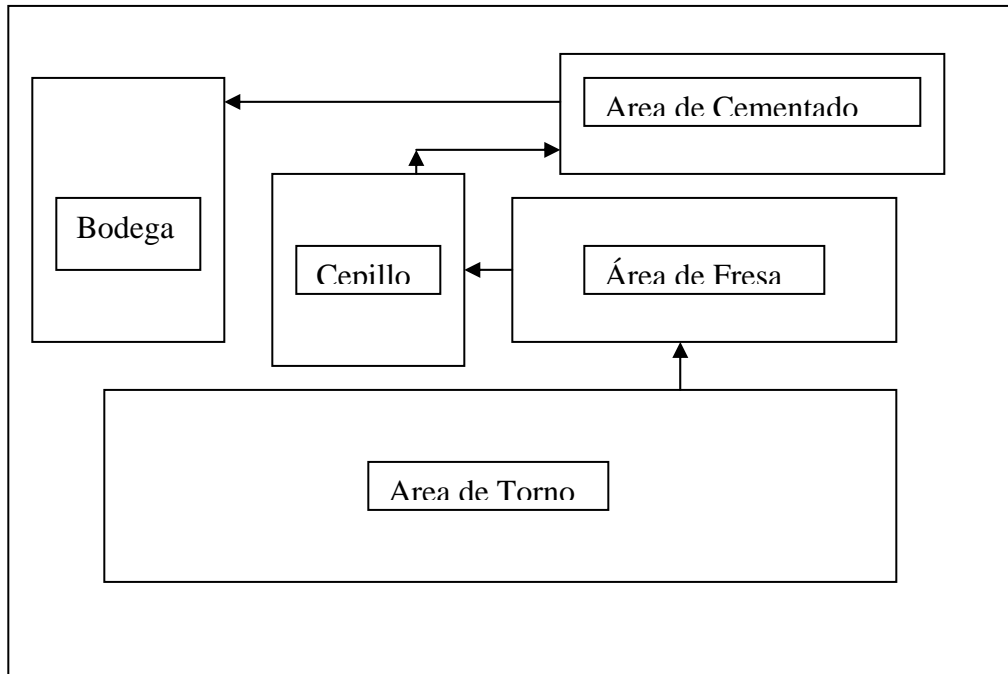 Area de Cementado
Bodega
Cepillo
Área de Fresa
Area de Torno